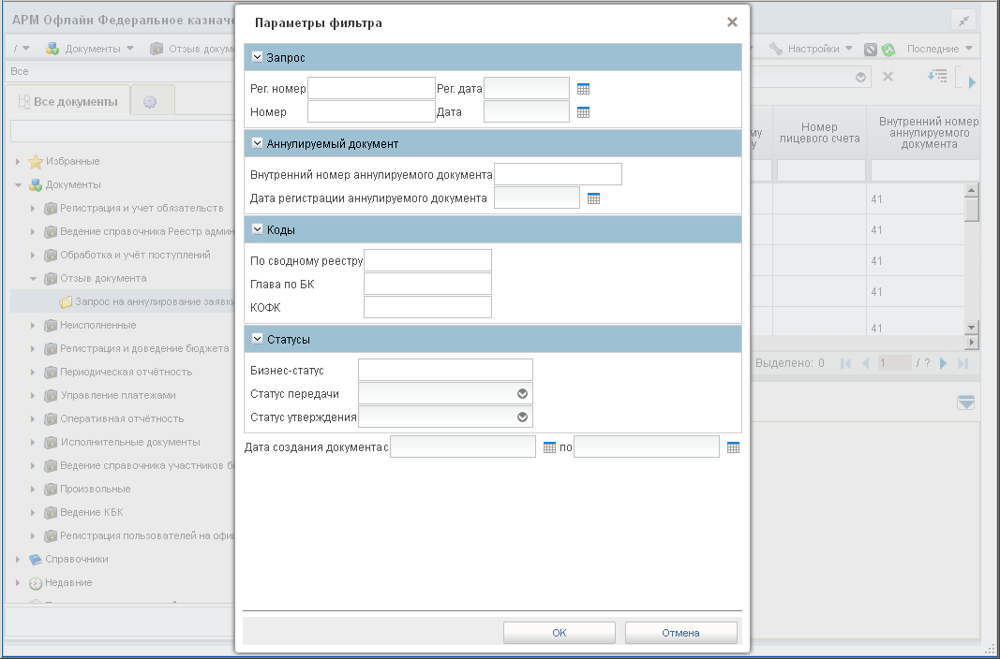 АРМ Офлайн Федеральное казначе
Параметры фильтра
/ Документы Отзыв докум
Настройки Последние
Все
Все документы
Избранные
Документы
Регистрация и учет обязательств
Ведение справочника Реестр админ
Обработка и учёт поступлений
Отзыв документа
Запрос на аннулирование заявки
Неисполненные
Регистрация и доведение бюджета
Периодическая отчётность
Управление платежами
Оперативная отчётность
Исполнительные документы
Ведение справочника участников б
Произвольные
Ведение КБК
Регистрация пользователей на офи
Справочники
Недавние
Запрос
Рег. номер Рег. дата
Номер Дата
Аннулируемый документ
Внутренний номер аннулируемого документа
Дата регистрации аннулируемого документа
Коды
По сводному реестру
Глава по БК
КОФК
Статусы
Бизнес-статус
Статус передачи
Статус утверждения
Дата создания документа с по
ОК Отмена
му
у
Номер
лицевого счета
Внутренний номер
аннулируемого
документа
41
41
41
41
41
Выделено: 0 1 / ?